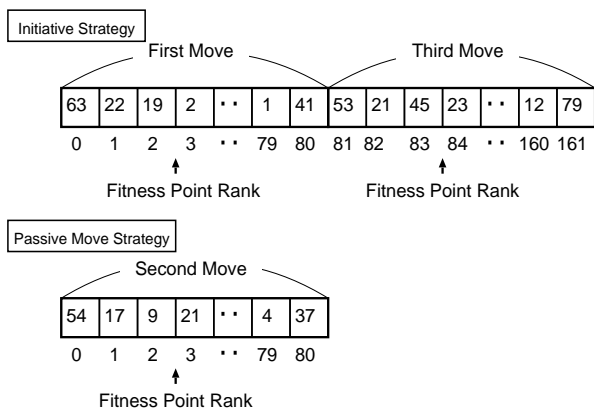 Initiative Strategy
First Move Third Move
63 22 19 2 ·· 1 41 53 21 45 23 ·· 12 79
0 1 2 3 ·· 79 80 81 82 83 84 ·· 160 161
Fitness Point Rank Fitness Point Rank
Passive Move Strategy
Second Move
54 17 9 21 ·· 4 37
0 1 2 3 ·· 79 80
Fitness Point Rank